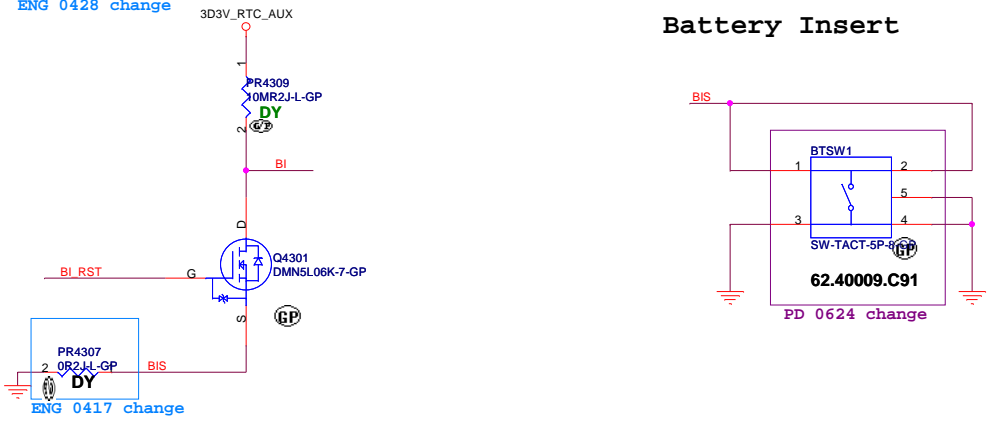 ENG 0428 change
3D3V_RTC_AUX
1
PR4309
10MR2J-L-GP
DY
G/P
2
BI
D
Q4301
DMN5L06K-7-GP
BI_RST
G
GP
S
PR4307
0R2J-L-GP
2
1
BIS
DY
ENG 0417 change
Battery Insert
BIS
BTSW1
1
2
5
3
4
SW-TACT-5P-8-GP
GP
62.40009.C91
PD 0624 change